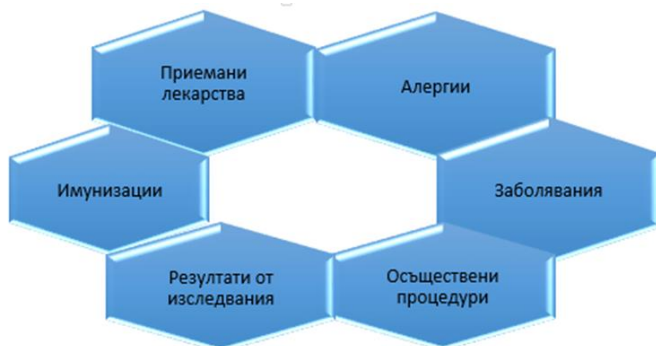 Приемани
лекарства
Алергии
Имунизации
Заболявания
Резултати от
изследвания
Осъществени
процедури